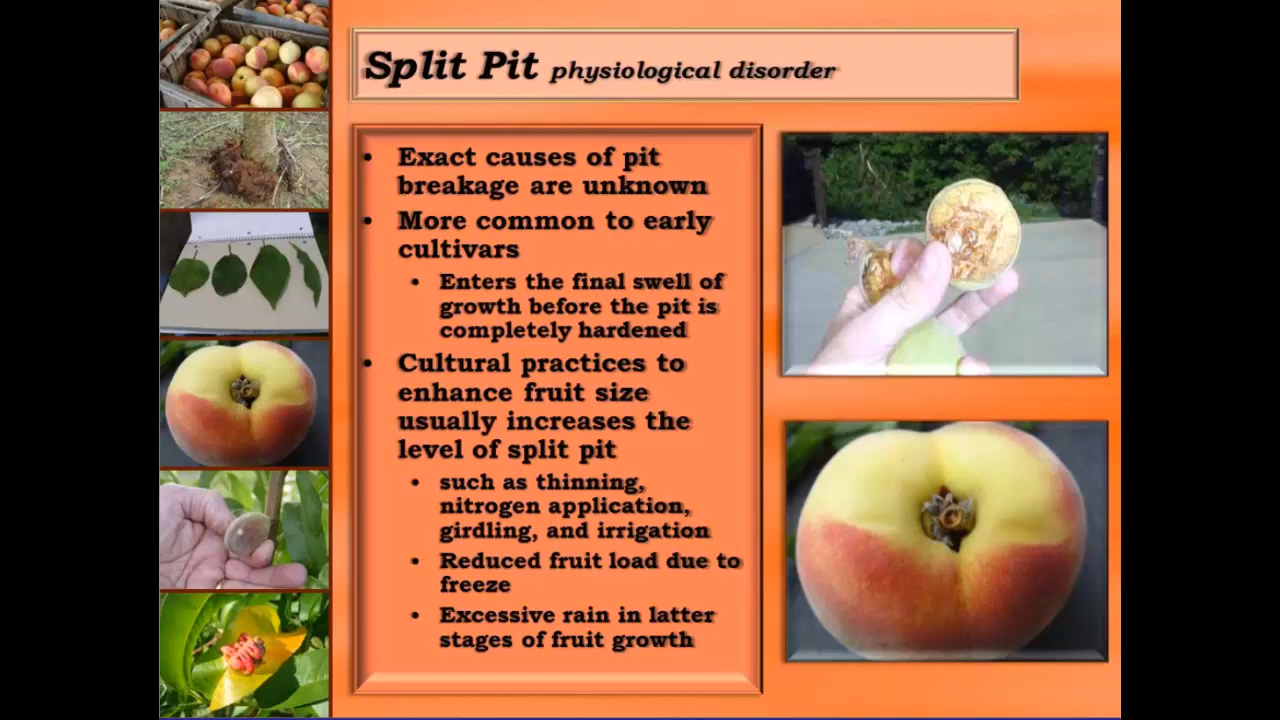 Split Pit physiological disorder
• Exact causes of pit
breakage are unknown
• More common to early
cultivars
• Enters the final swell of
growth before the pit is
completely hardened
• Cultural practices to
enhance fruit size
usually increases the
level of split pit
• such as thinning,
nitrogen application,
girdling, and irrigation
• Reduced fruit load due to
freeze
• Excessive rain in latter
stages of fruit growth